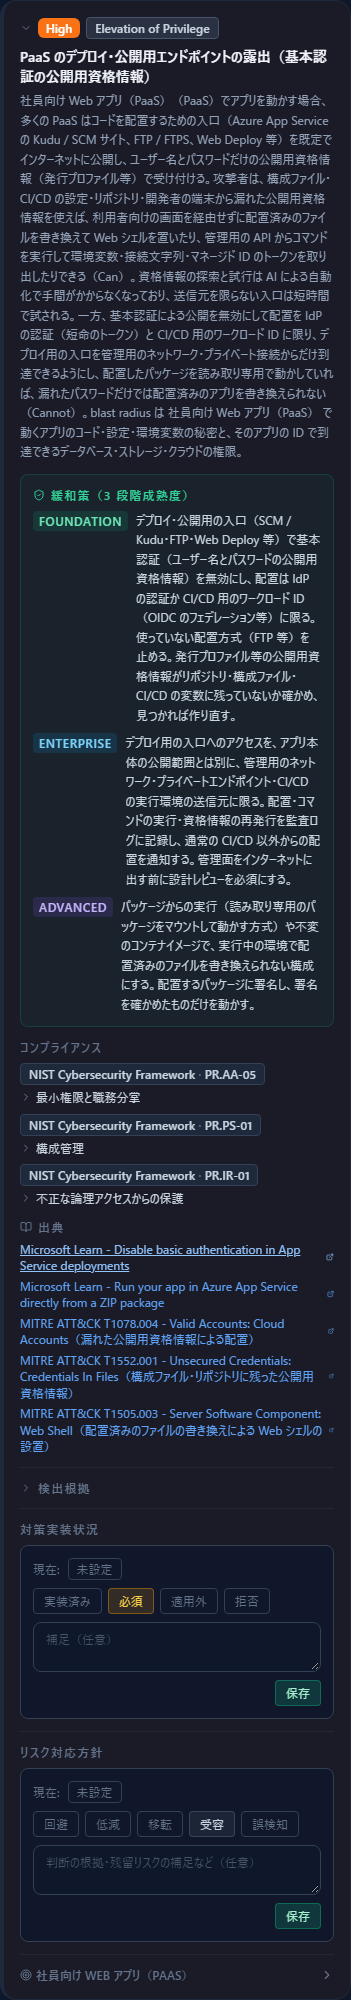 High
Elevation of Privilege
PaaS のデプロイ・公開用エンドポイントの露出（基本認
証の公開用資格情報）
社員向け Web アプリ（PaaS）（PaaS）でアプリを動かす場合、
多くの PaaS はコードを配置するための入口（Azure App Service
の Kudu / SCM サイト、FTP / FTPS、Web Deploy 等）を既定で
インターネットに公開し、ユーザー名とパスワードだけの公開用資格情
報（発行プロファイル等）で受け付ける。攻撃者は、構成ファイル・
CI/CD の設定・リポジトリ・開発者の端末から漏れた公開用資格
情報を使えば、利用者向けの画面を経由せずに配置済みのファイ
ルを書き換えて Web シェルを置いたり、管理用の API からコマンド
を実行して環境変数・接続文字列・マネージド ID のトークンを取り
出したりできる（Can）。資格情報の探索と試行は AI による自動
化で手間がかからなくなっており、送信元を限らない入口は短時間
で試される。一方、基本認証による公開を無効にして配置を IdP
の認証（短命のトークン）と CI/CD 用のワークロード ID に限り、デ
プロイ用の入口を管理用のネットワーク・プライベート接続からだけ到
達できるようにし、配置したパッケージを読み取り専用で動かしていれ
ば、漏れたパスワードだけでは配置済みのアプリを書き換えられない
（Cannot）。blast radius は 社員向け Web アプリ（PaaS） で
動くアプリのコード・設定・環境変数の秘密と、そのアプリの ID で到
達できるデータベース・ストレージ・クラウドの権限。
緩和策（3 段階成熟度）
FOUNDATION
デプロイ・公開用の入口（SCM /
Kudu・FTP・Web Deploy 等）で基本
認証（ユーザー名とパスワードの公開用
資格情報）を無効にし、配置は IdP
の認証か CI/CD 用のワークロード ID
（OIDC のフェデレーション等）に限る。
使っていない配置方式（FTP 等）を
止める。発行プロファイル等の公開用資
格情報がリポジトリ・構成ファイル・
CI/CD の変数に残っていないか確かめ、
見つかれば作り直す。
ENTERPRISE
デプロイ用の入口へのアクセスを、アプリ本
体の公開範囲とは別に、管理用のネット
ワーク・プライベートエンドポイント・CI/CD
の実行環境の送信元に限る。配置・コマ
ンドの実行・資格情報の再発行を監査ロ
グに記録し、通常の CI/CD 以外からの配
置を通知する。管理面をインターネットに
出す前に設計レビューを必須にする。
ADVANCED
パッケージからの実行（読み取り専用のパッ
ケージをマウントして動かす方式）や不変
のコンテナイメージで、実行中の環境で配
置済みのファイルを書き換えられない構成
にする。配置するパッケージに署名し、署名
を確かめたものだけを動かす。
コンプライアンス
NIST Cybersecurity Framework · PR.AA-05
最小権限と職務分掌
NIST Cybersecurity Framework · PR.PS-01
構成管理
NIST Cybersecurity Framework · PR.IR-01
不正な論理アクセスからの保護
出典
Microsoft Learn - Disable basic authentication in App
Service deployments
Microsoft Learn - Run your app in Azure App Service
directly from a ZIP package
MITRE ATT&CK T1078.004 - Valid Accounts: Cloud
Accounts（漏れた公開用資格情報による配置）
MITRE ATT&CK T1552.001 - Unsecured Credentials:
Credentials In Files（構成ファイル・リポジトリに残った公開用
資格情報）
MITRE ATT&CK T1505.003 - Server Software Component:
Web Shell（配置済みのファイルの書き換えによる Web シェルの
設置）
検出根拠
対策実装状況
現在: 未設定
実装済み 必須 適用外 拒否
補足（任意）
保存
リスク対応方針
現在: 未設定
回避 低減 移転 受容 誤検知
判断の根拠・残留リスクの補足など（任意）
保存
社員向け WEB アプリ（PAAS）